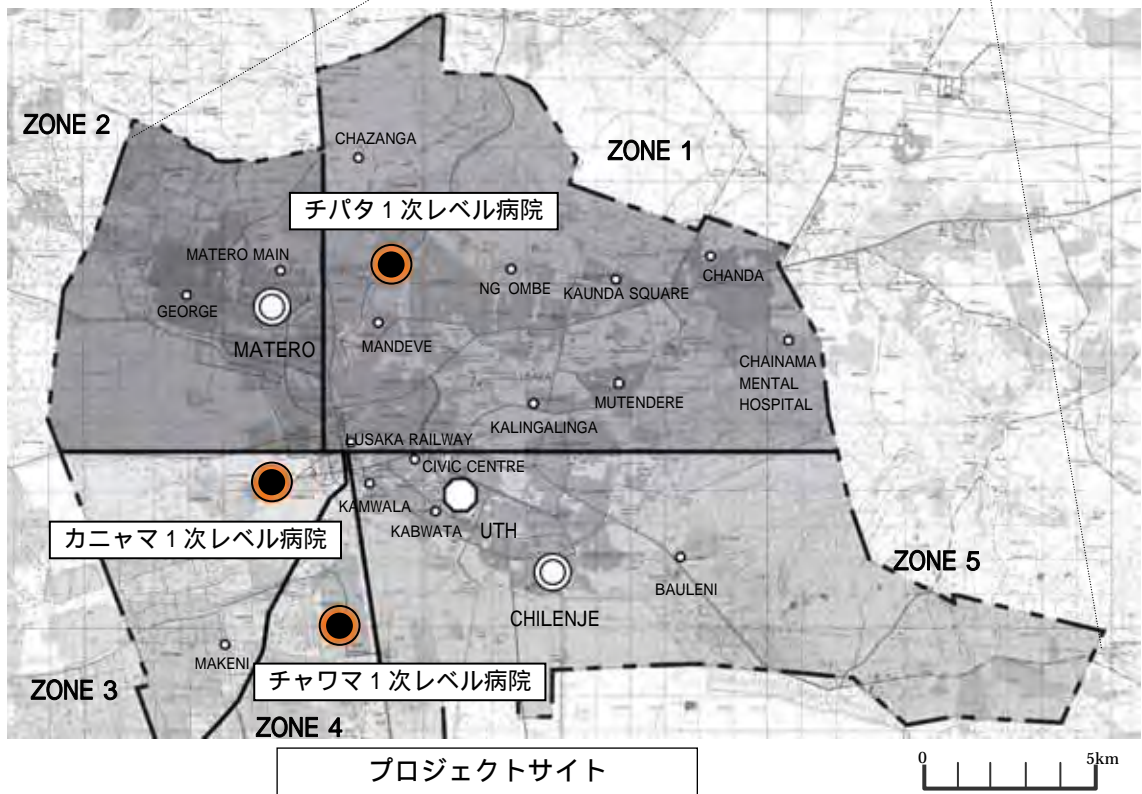 ZONE 2
CHAZANGA
ZONE 1
チパタ1次レベル病院
MATERO MAIN
NG OMBE
KAUNDA SQUARE
CHANDA
GEORGE
MATERO
MANDEVE
CHAINAMA
MENTAL
HOSPITAL
MUTENDERE
KALINGALINGA
LUSAKA RAILWAY
CIVIC CENTRE
KAMWALA
KABWATA
UTH
カニャマ1次レベル病院
ZONE 5
BAULENI
CHILENJE
MAKENI
チャワマ1次レベル病院
ZONE 3
ZONE 4
プロジェクトサイト
0 5km